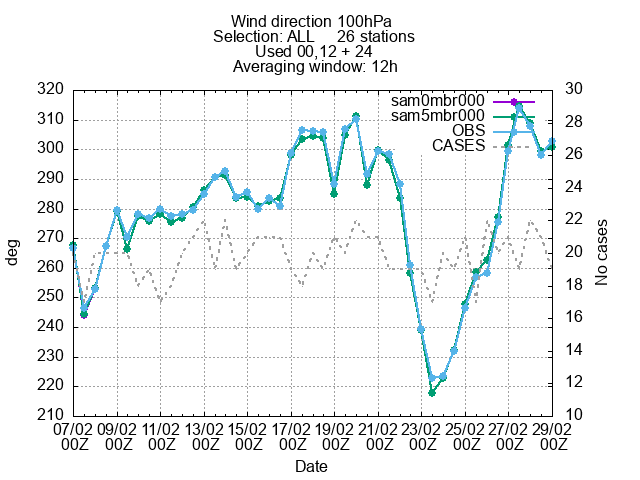 Wind direction 100hPa
Selection: ALL 26 stations
Used 00,12 + 24
Averaging window: 12h
320
310
300
290
280
270
260
250
240
230
220
210
deg
30
28
26
24
22
20
18
16
14
12
10
No cases
sam0mbr000
sam5mbr000
OBS
CASES
07/02 09/02 11/02 13/02 15/02 17/02 19/02 21/02 23/02 25/02 27/02 29/02
00Z 00Z 00Z 00Z 00Z 00Z 00Z 00Z 00Z 00Z 00Z 00Z
Date